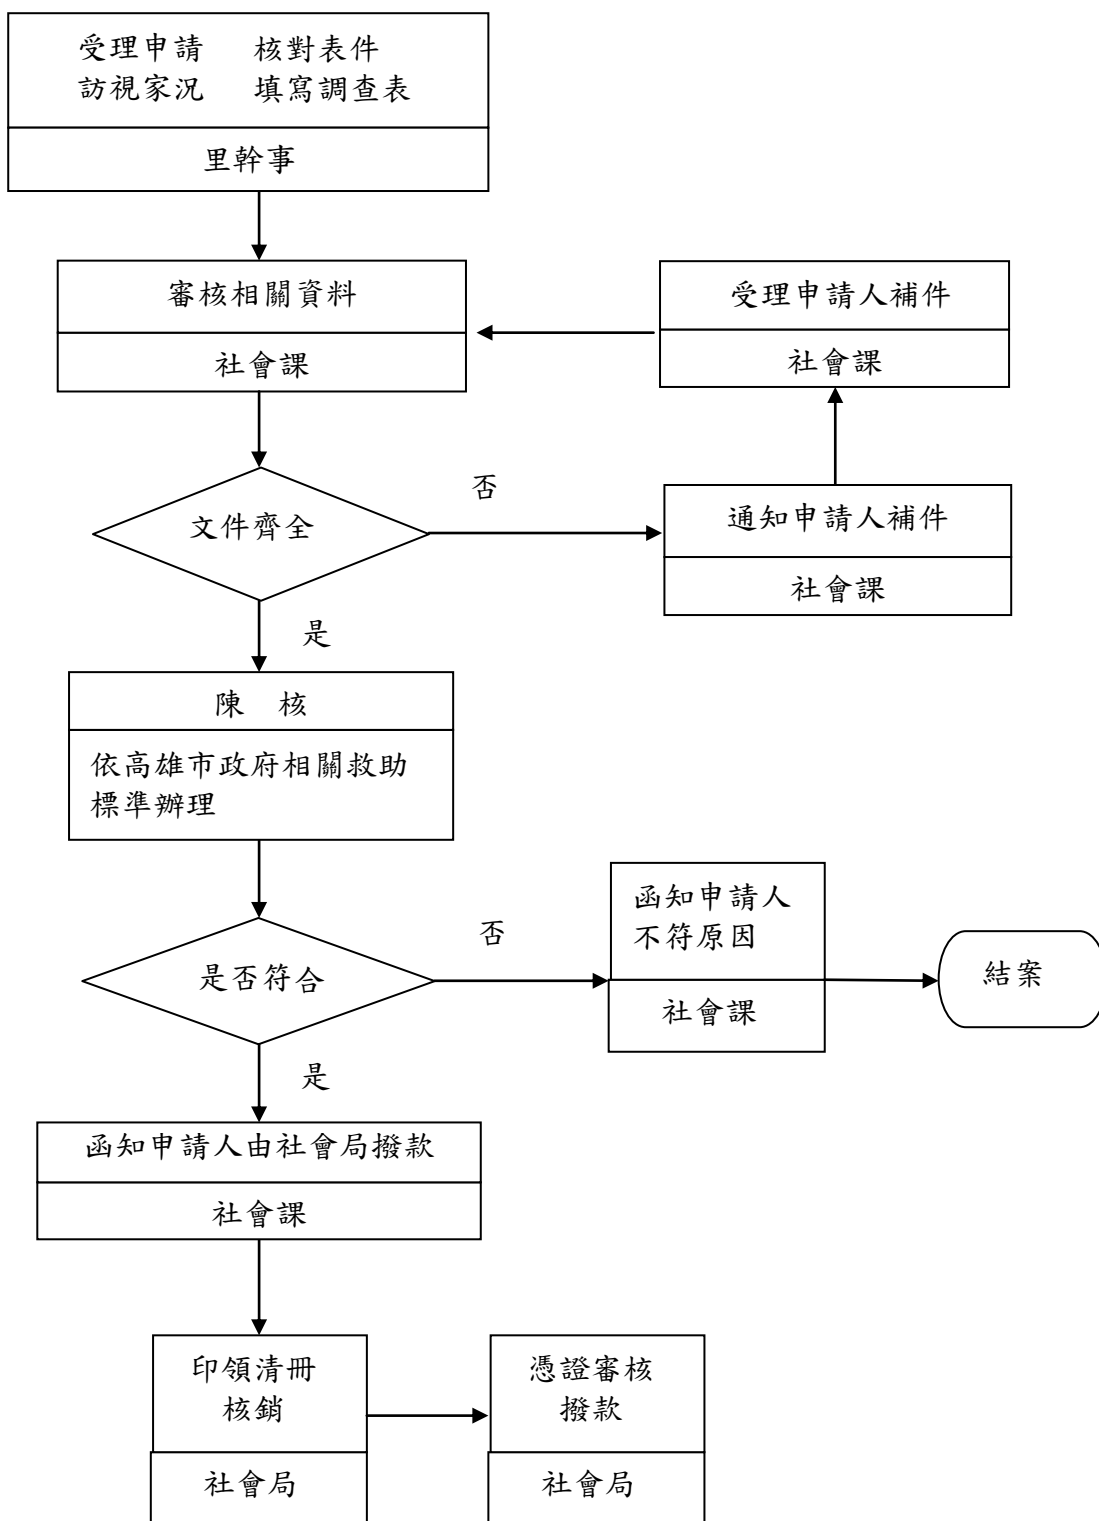 受理申請　核對表件
訪視家況　填寫調查表
里幹事
審核相關資料
社會課
受理申請人補件
社會課
文件齊全
否
通知申請人補件
社會課
是
陳　核
依高雄市政府相關救助
標準辦理
是否符合
否
函知申請人
不符原因
社會課
結案
是
函知申請人由社會局撥款
社會課
印領清冊
核銷
社會局
憑證審核
撥款
社會局